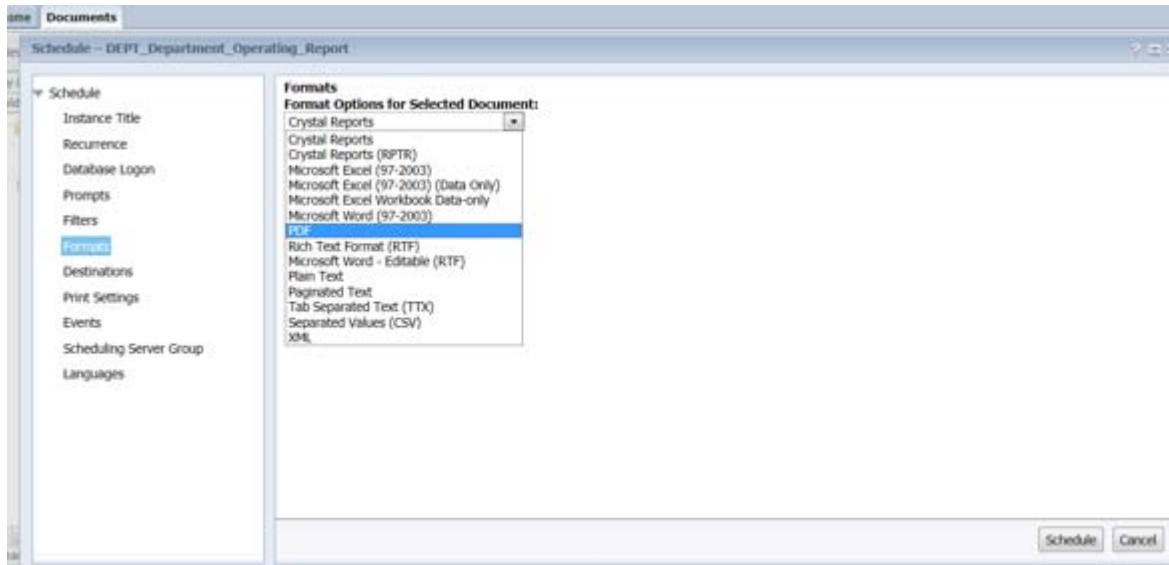 Documents
Schedule - DEPT_Department_Operating_Report
Schedule
Instance Title
Recurrence
Database Logon
Prompts
Filters
Formats
Destinations
Print Settings
Events
Scheduling Server Group
Languages
Formats
Format Options for Selected Document:
Crystal Reports
Crystal Reports
Crystal Reports (RPTR)
Microsoft Excel (97-2003)
Microsoft Excel (97-2003) (Data Only)
Microsoft Excel Workbook Data-only
Microsoft Word (97-2003)
PDF
Rich Text Format (RTF)
Microsoft Word - Editable (RTF)
Plain Text
Paginated Text
Tab Separated Text (TTX)
Separated Values (CSV)
XML
Schedule Cancel